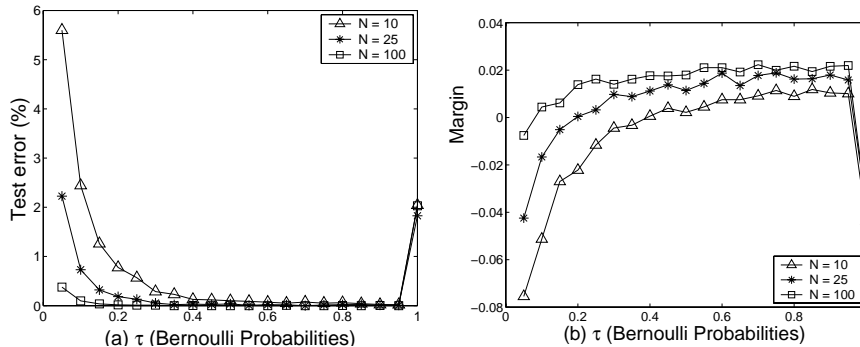 6
5
4
3
2
1
0
0
0.2
0.4
0.6
0.8
1
Test error (%)
N = 10
N = 25
N = 100
(a) τ (Bernoulli Probabilities)
0.04
0.02
0
−0.02
−0.04
−0.06
−0.08
0
0.2
0.4
0.6
0.8
Margin
N = 10
N = 25
N = 100
(b) τ (Bernoulli Probabilities)